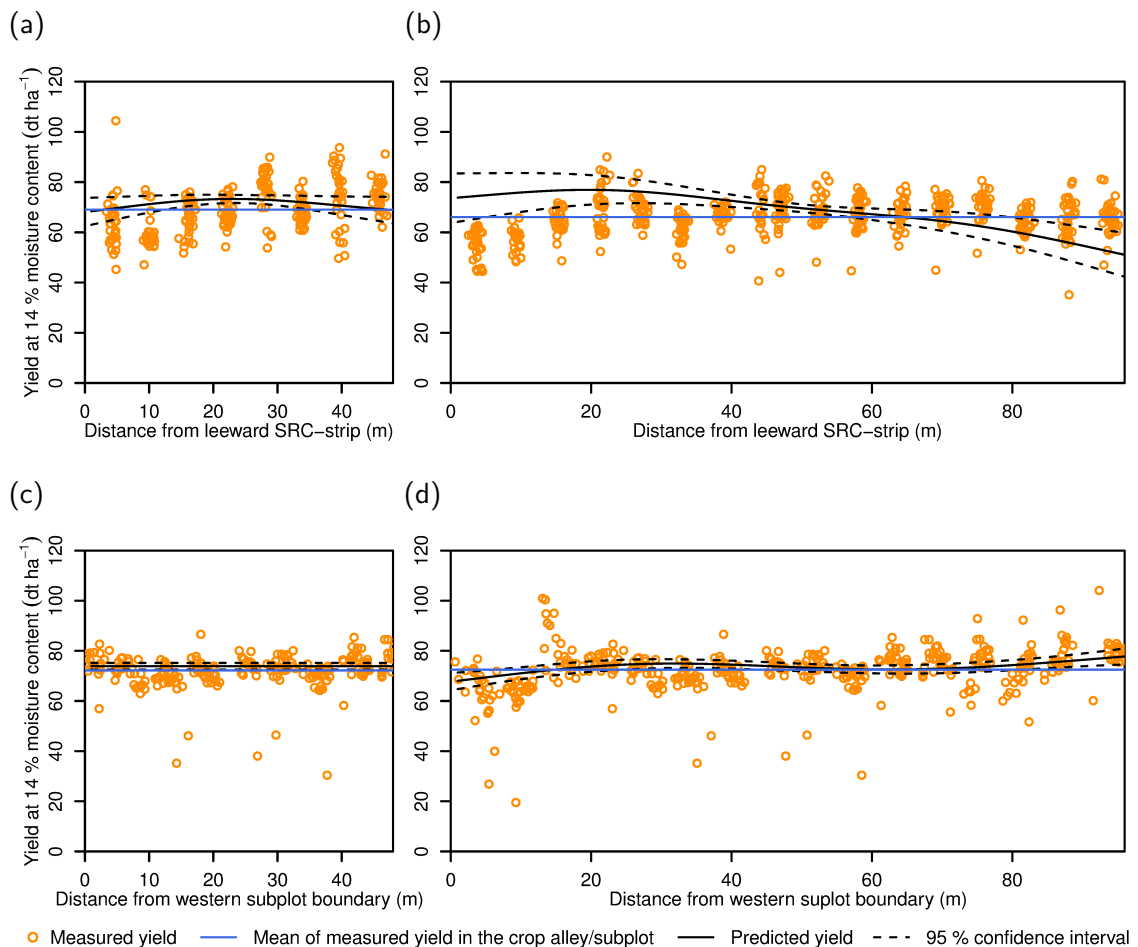 (a)
(b)
Yield at 14 % moisture content (dt ha⁻¹)
0 20 40 60 80 100 120
0 10 20 30 40
Distance from leeward SRC−strip (m)
0 20 40 60 80 100 120
0 20 40 60 80
Distance from leeward SRC−strip (m)
(c)
(d)
Yield at 14 % moisture content (dt ha⁻¹)
0 20 40 60 80 100 120
0 10 20 30 40
Distance from western subplot boundary (m)
0 20 40 60 80 100 120
0 20 40 60 80
Distance from western suplot boundary (m)
Measured yield Mean of measured yield in the crop alley/subplot Predicted yield 95 % confidence interval